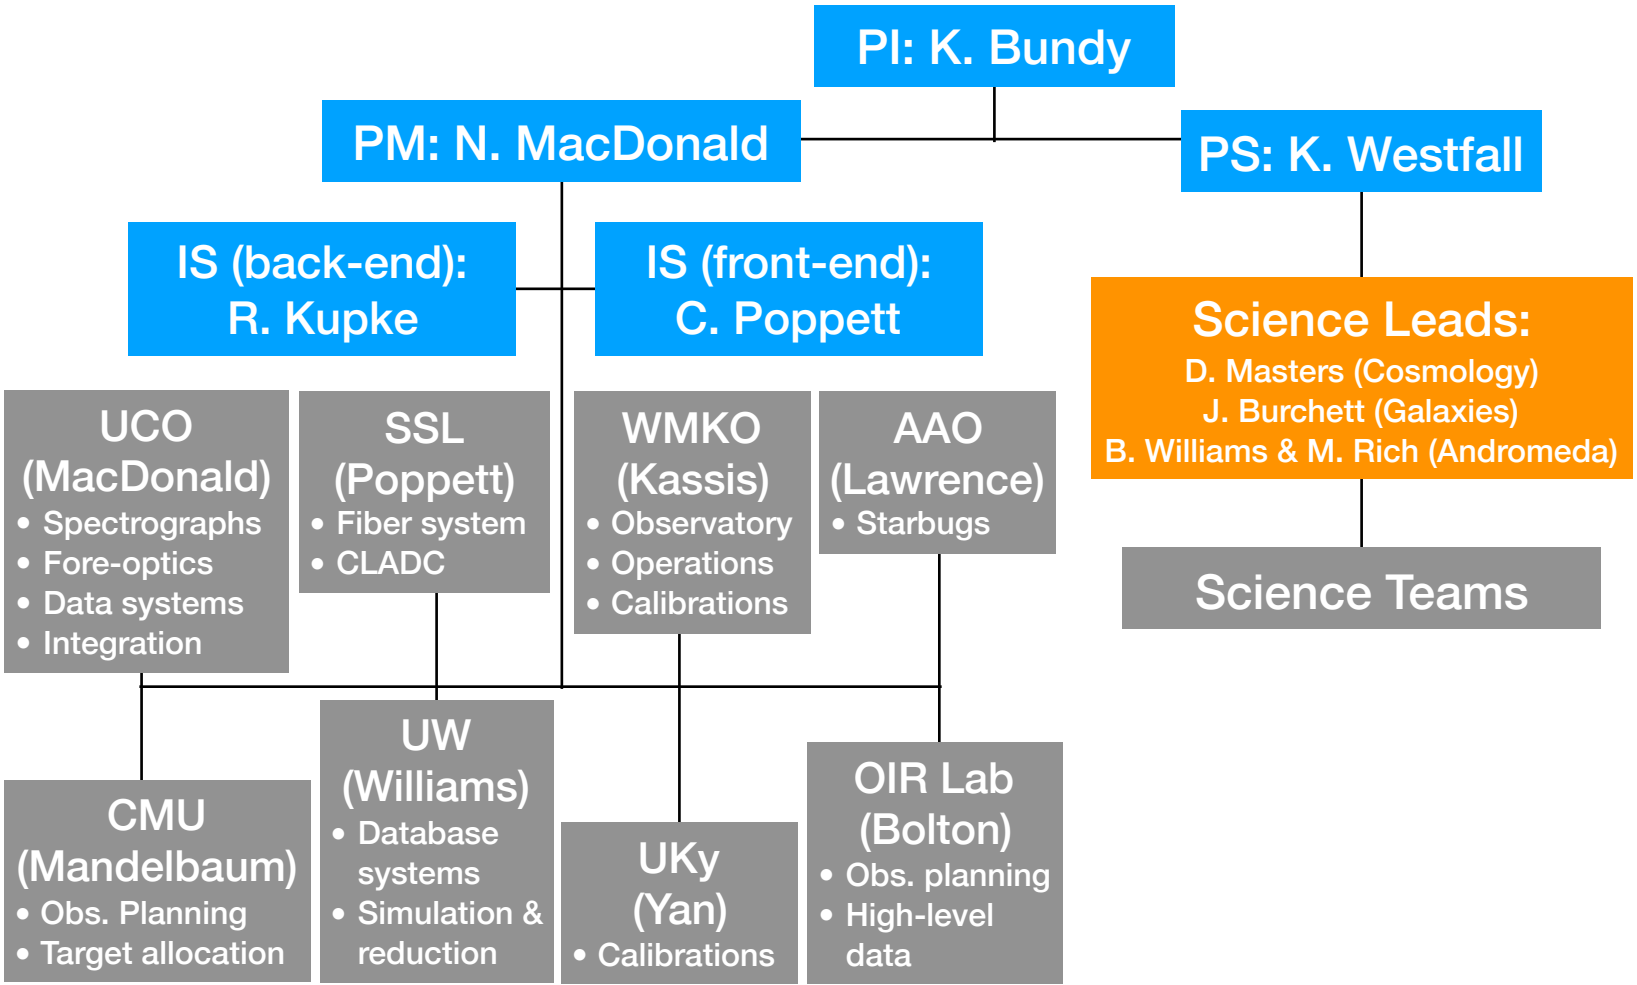 PI: K. Bundy
PM: N. MacDonald
PS: K. Westfall
IS (back-end):
R. Kupke
IS (front-end):
C. Poppett
Science Leads:
D. Masters (Cosmology)
J. Burchett (Galaxies)
B. Williams & M. Rich (Andromeda)
Science Teams
UCO
(MacDonald)
• Spectrographs
• Fore-optics
• Data systems
• Integration
SSL
(Poppett)
• Fiber system
• CLADC
WMKO
(Kassis)
• Observatory
• Operations
• Calibrations
AAO
(Lawrence)
• Starbugs
CMU
(Mandelbaum)
• Obs. Planning
• Target allocation
UW
(Williams)
• Database
systems
• Simulation &
reduction
UKy
(Yan)
• Calibrations
OIR Lab
(Bolton)
• Obs. planning
• High-level
data